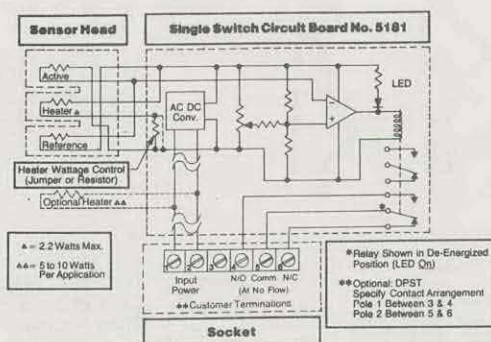 Sensor Head
Single Switch Circuit Board No. 5181
Active
Heater ▲
Reference
AC DC
Conv.
LED
−
+
Heater Wattage Control
(Jumper or Resistor)
Optional Heater ▲▲
▲ = 2.2 Watts Max.
▲▲ = 5 to 10 Watts
Per Application
1 2 3 4 5 6
Input
Power
N/O Comm. N/C
(At No Flow)
**Customer Terminations
Socket
*
*Relay Shown in De-Energized
Position (LED On)
**Optional: DPST
Specify Contact Arrangement
Pole 1 Between 3 & 4
Pole 2 Between 5 & 6